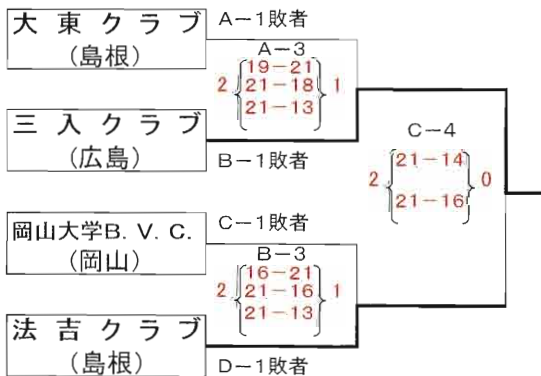 大東クラブ
(島根)
A-1敗者
A-3
19-21
2 21-18 1
21-13
三入クラブ
(広島)
B-1敗者
C-4
21-14
2 0
21-16
岡山大学B. V. C.
(岡山)
C-1敗者
B-3
16-21
2 21-16 1
21-13
法吉クラブ
(島根)
D-1敗者